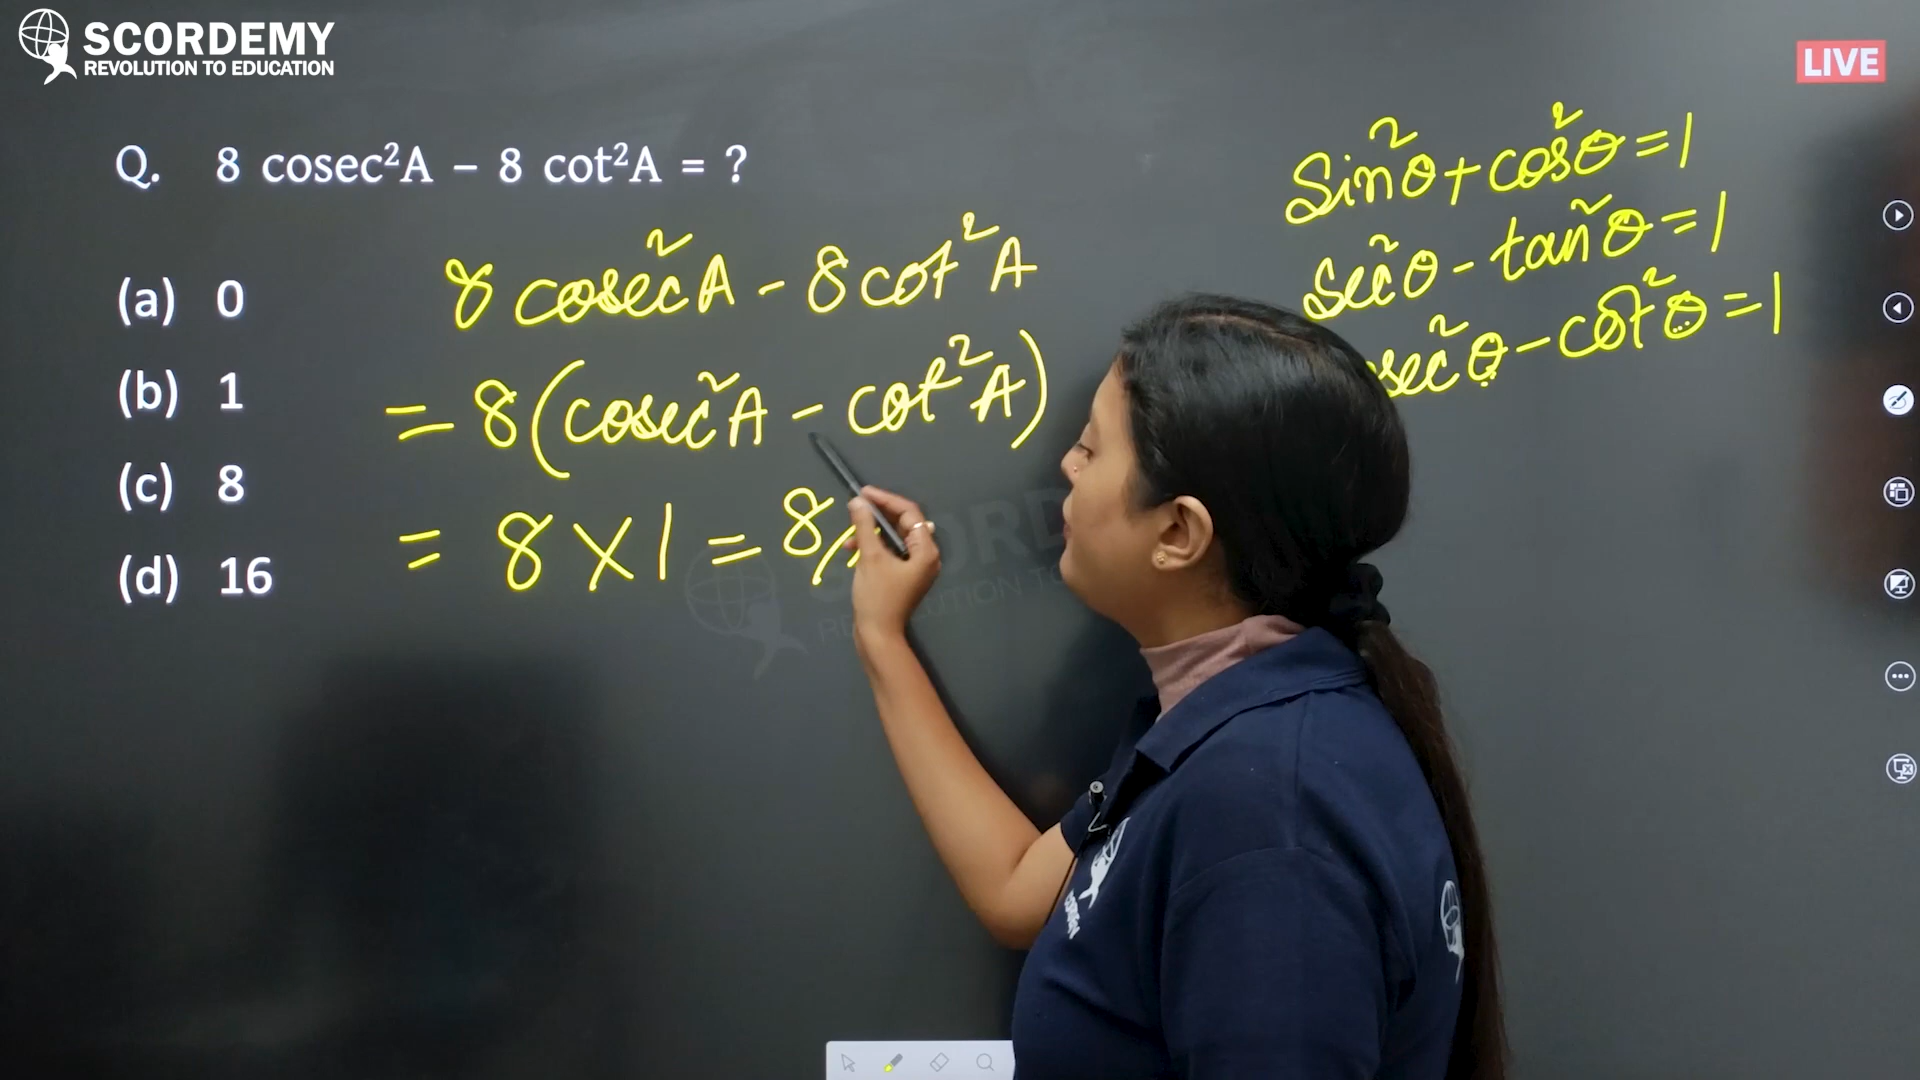 SCORDEMY
REVOLUTION TO EDUCATION
LIVE
Q. 8 cosec²A – 8 cot²A = ?
(a) 0
(b) 1
(c) 8
(d) 16
8 cosec²A - 8 cot²A
= 8(cosec²A - cot²A)
= 8 × 1 = 8
Sin²θ + cos²θ = 1
Sec²θ - tan²θ = 1
sec²θ - cot²θ = 1